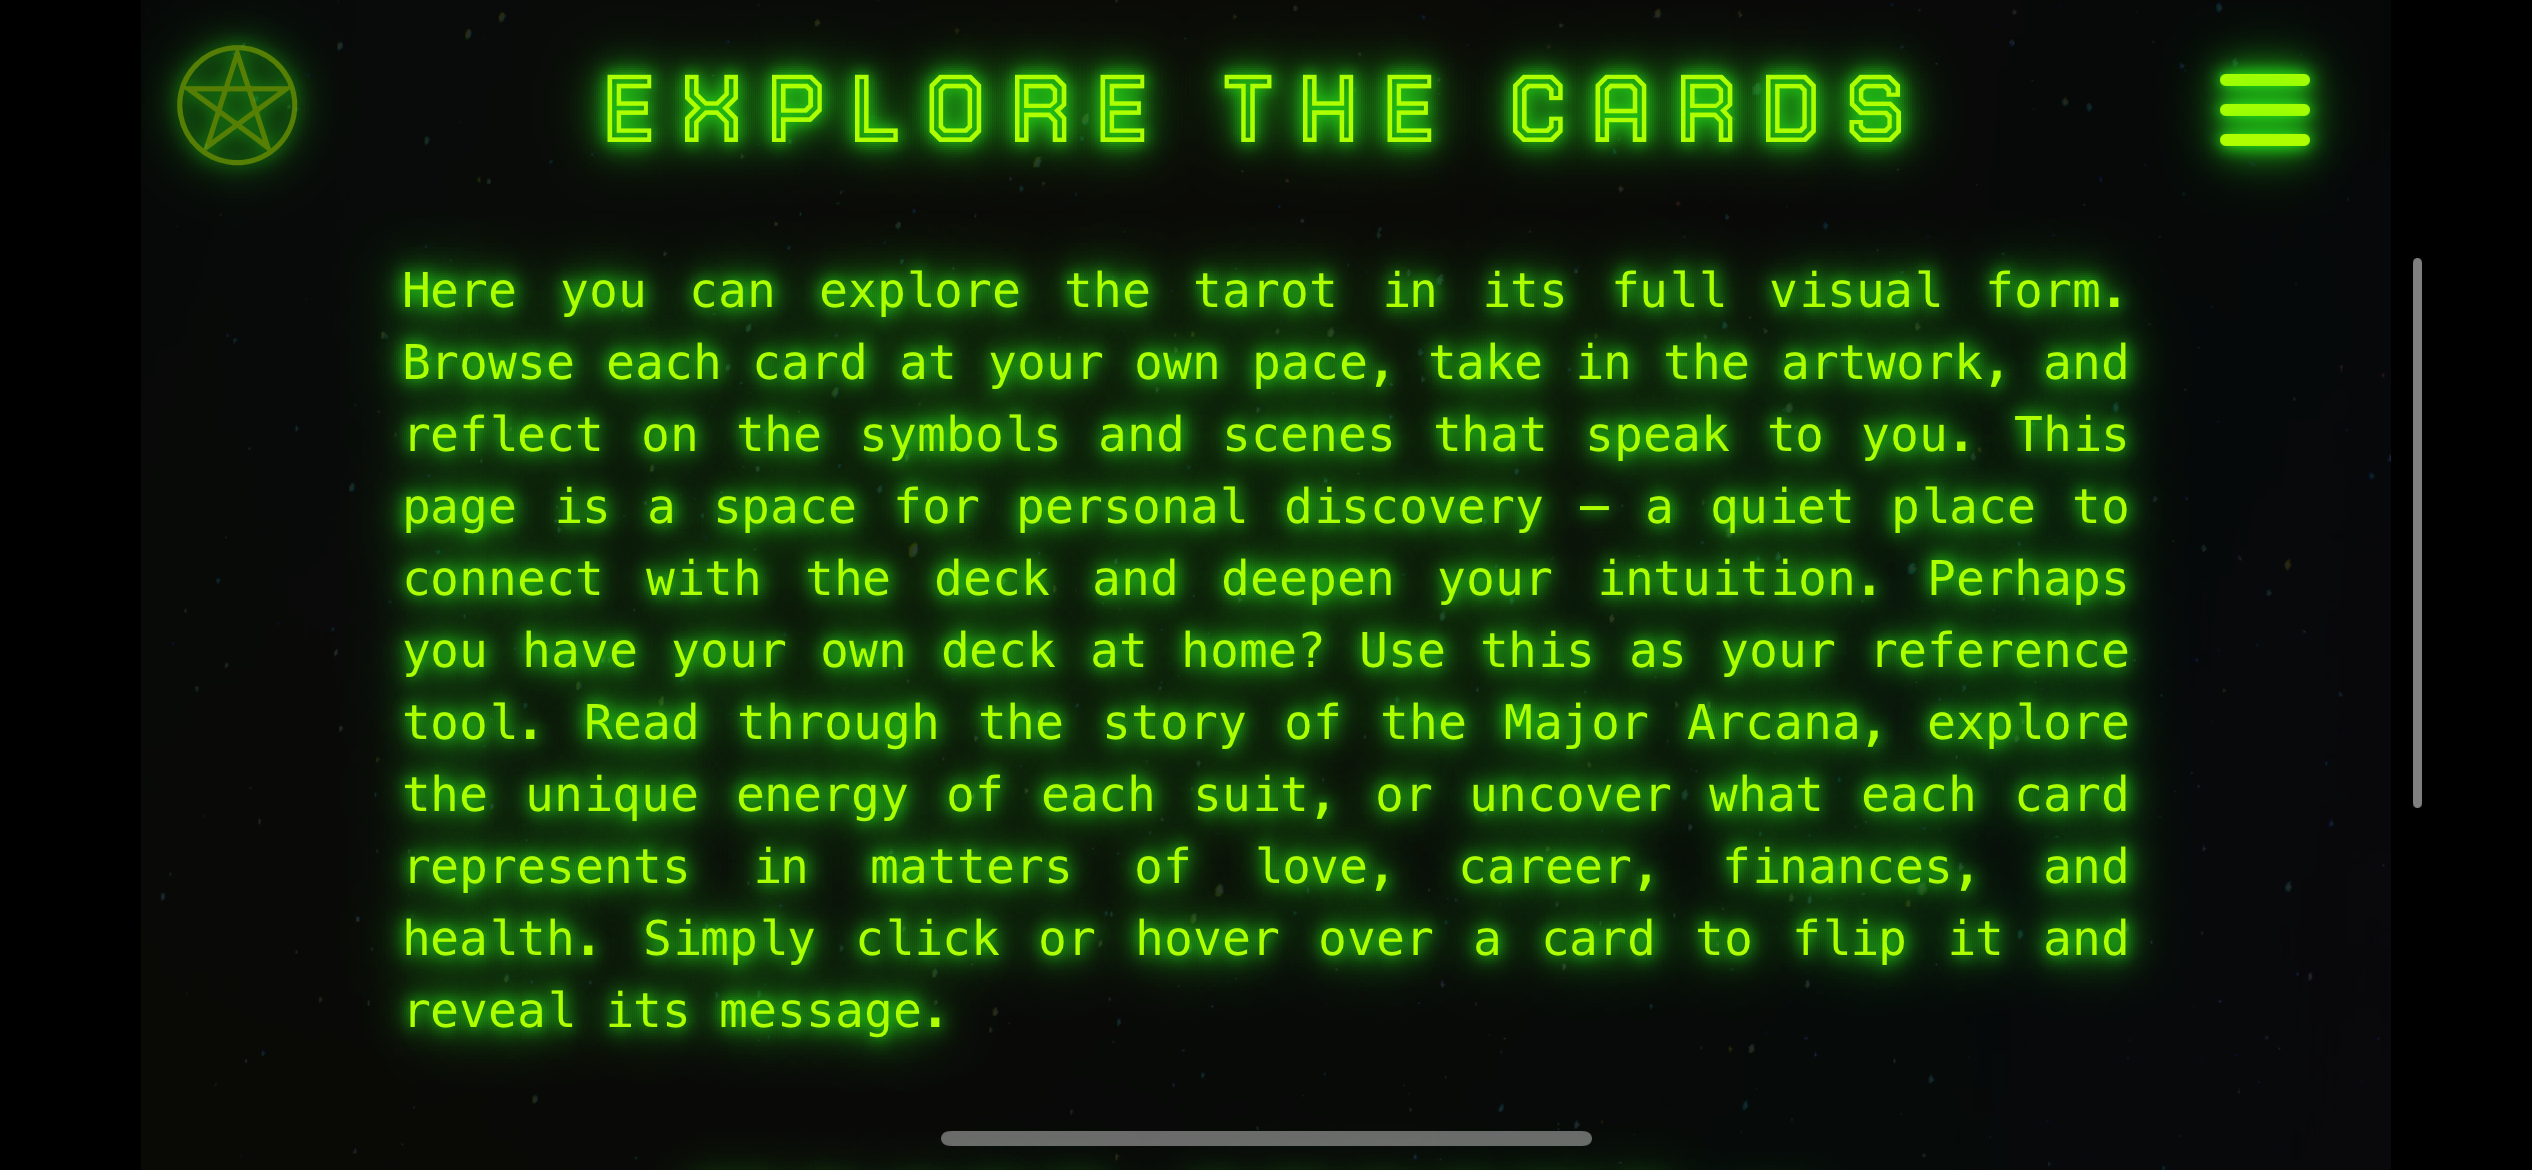 EXPLORE THE CARDS
Here you can explore the tarot in its full visual form.
Browse each card at your own pace, take in the artwork, and
reflect on the symbols and scenes that speak to you. This
page is a space for personal discovery — a quiet place to
connect with the deck and deepen your intuition. Perhaps
you have your own deck at home? Use this as your reference
tool. Read through the story of the Major Arcana, explore
the unique energy of each suit, or uncover what each card
represents in matters of love, career, finances, and
health. Simply click or hover over a card to flip it and
reveal its message.